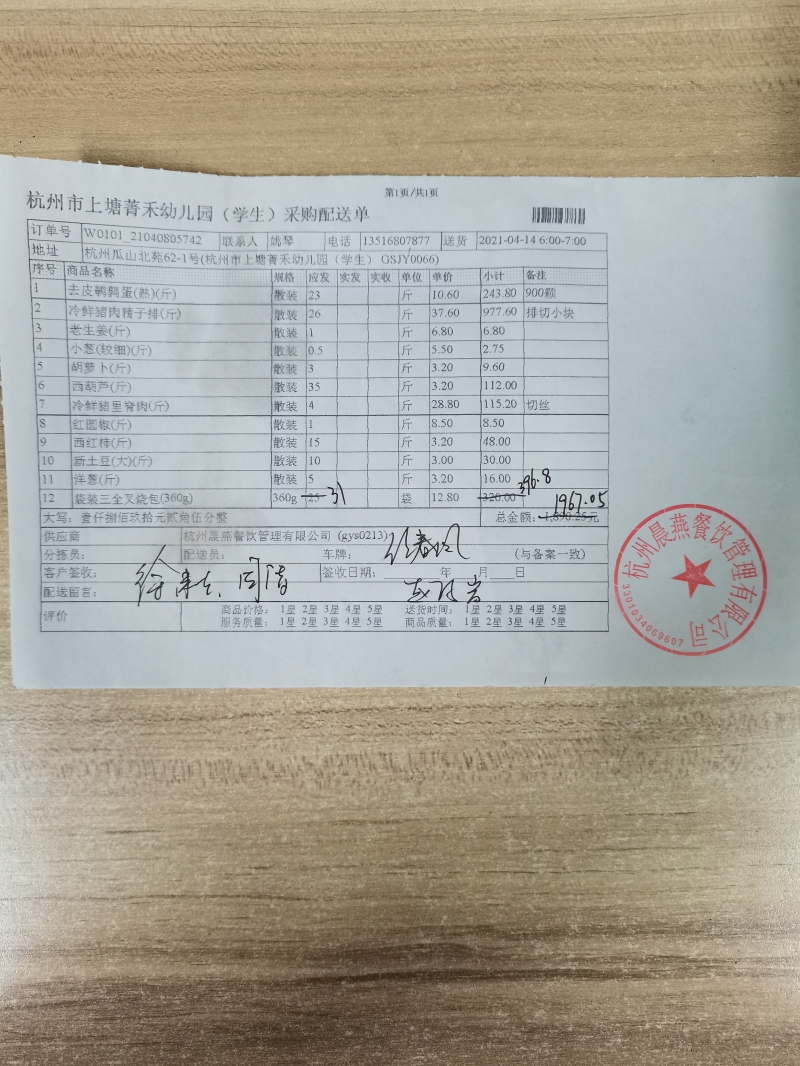 第1页/共1页
杭州市上塘菁禾幼儿园（学生）采购配送单
订单号 W0101_21040805742 联系人 姚琴 电话 13516807877 送货 2021-04-14 6:00-7:00
地址 杭州瓜山北苑62-1号(杭州市上塘菁禾幼儿园（学生） GSJY0066)
序号 商品名称 规格 应发 实发 实收 单位 单价 小计 备注
1 去皮鹌鹑蛋(熟)(斤) 散装 23 斤 10.60 243.80 900颗
2 冷鲜猪肉精子排(斤) 散装 26 斤 37.60 977.60 排切小块
3 老生姜(斤) 散装 1 斤 6.80 6.80
4 小葱(较细)(斤) 散装 0.5 斤 5.50 2.75
5 胡萝卜(斤) 散装 3 斤 3.20 9.60
6 西葫芦(斤) 散装 35 斤 3.20 112.00
7 冷鲜猪里脊肉(斤) 散装 4 斤 28.80 115.20 切丝
8 红圆椒(斤) 散装 1 斤 8.50 8.50
9 西红柿(斤) 散装 15 斤 3.20 48.00
10 新土豆(大)(斤) 散装 10 斤 3.00 30.00
11 洋葱(斤) 散装 5 斤 3.20 16.00
12 袋装三全叉烧包(360g) 360g 25 31 袋 12.80 320.00 396.8
大写：壹仟捌佰玖拾元贰角伍分整 总金额：1,890.25元 1967.05
供应商 杭州晨燕餐饮管理有限公司 (gys0213)
分拣员： 配送员： 车牌： (与备案一致)
客户签收： 签收日期： 年 月 日
配送留言：
评价 商品价格： 1星 2星 3星 4星 5星 送货时间： 1星 2星 3星 4星 5星
服务质量： 1星 2星 3星 4星 5星 商品质量： 1星 2星 3星 4星 5星
杭州晨燕餐饮管理有限公司
3301034069607